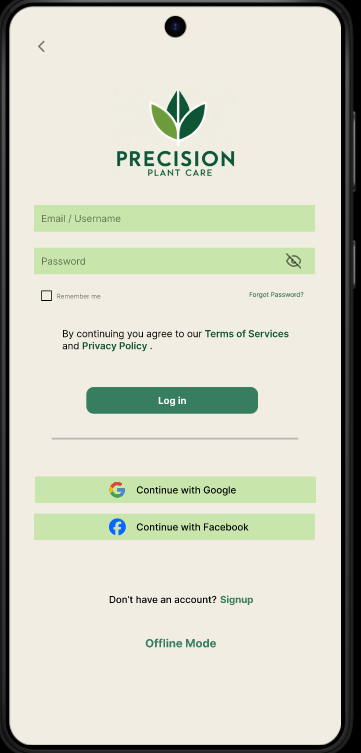 PRECISION
PLANT CARE
Email / Username
Password
Remember me
Forgot Password?
By continuing you agree to our Terms of Services
and Privacy Policy .
Log in
Continue with Google
Continue with Facebook
Don't have an account? Signup
Offline Mode